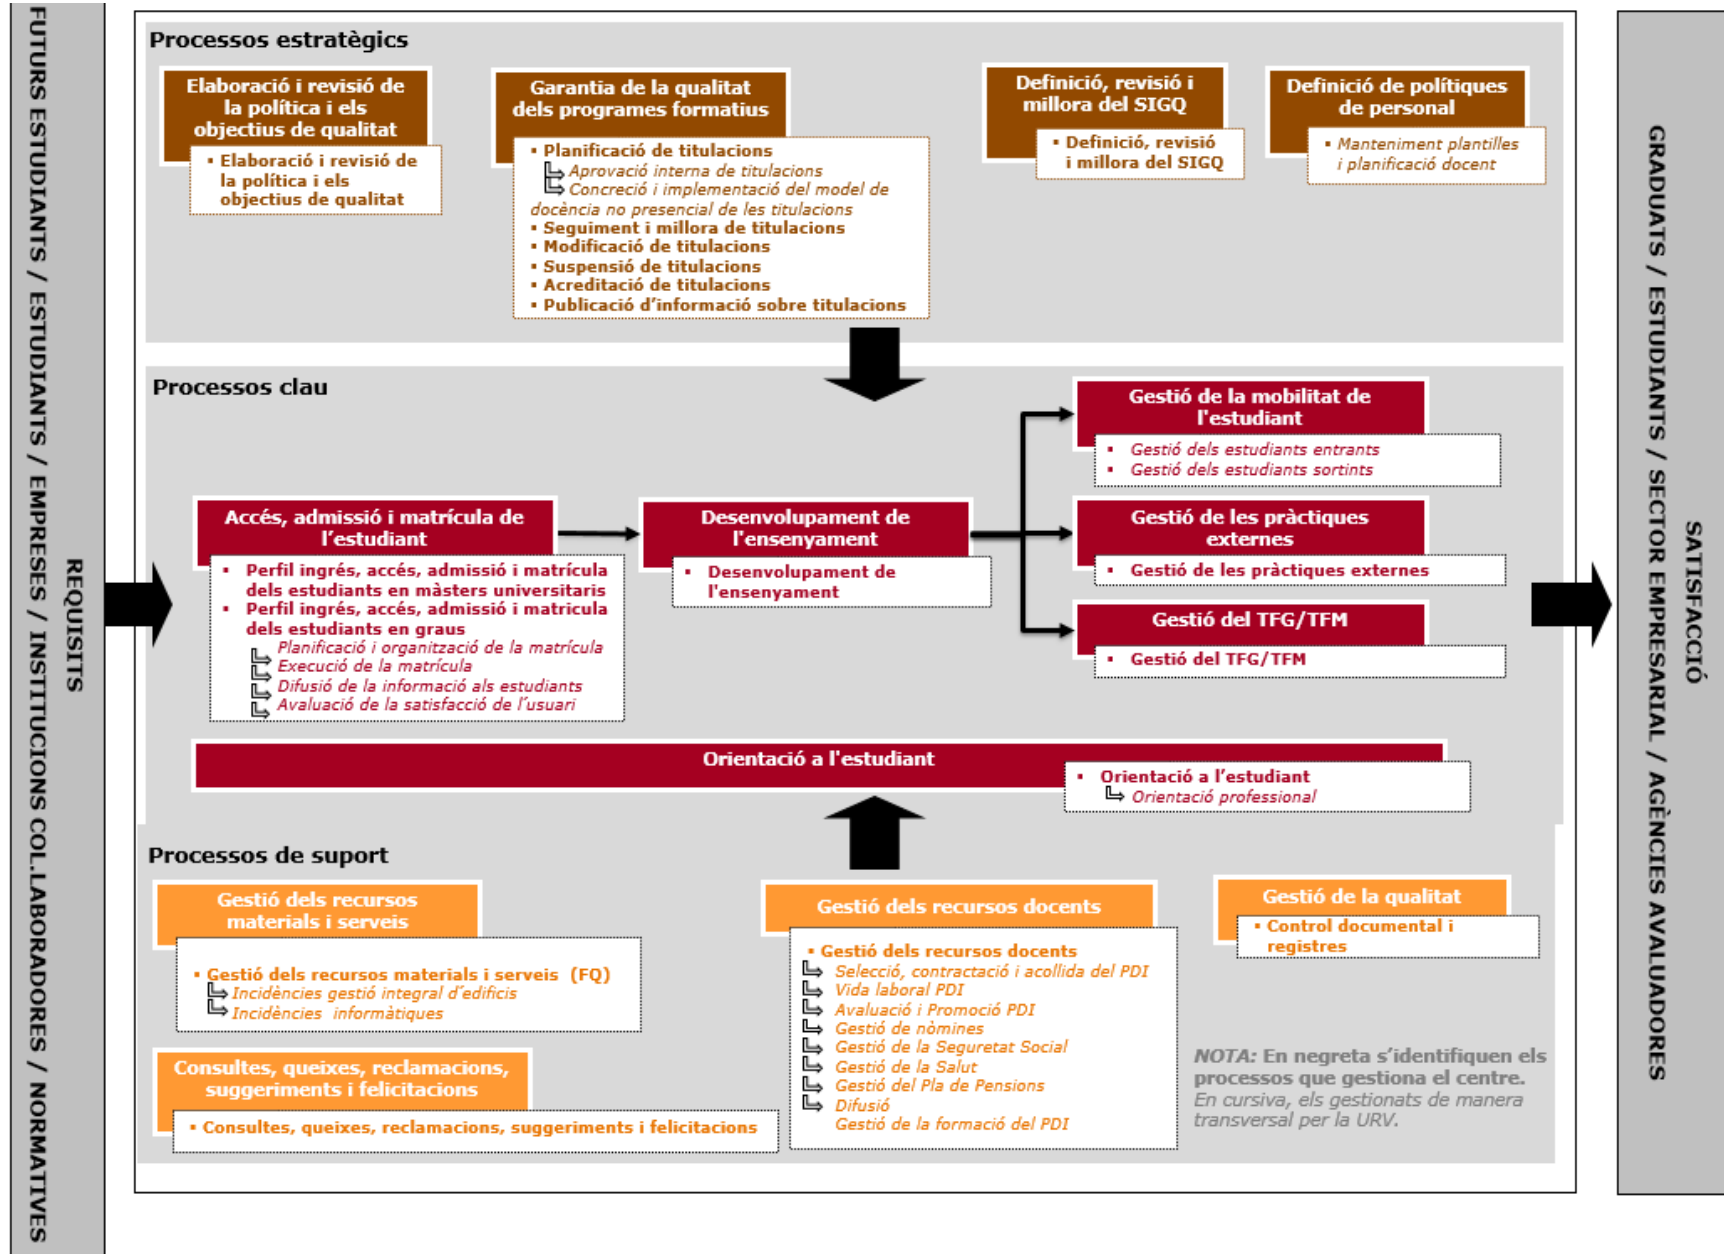 FUTURS ESTUDIANTS / ESTUDIANTS / EMPRESES / INSTITUCIONS COL.LABORADORES / NORMATIVES
REQUISITS
Processos estratègics
Elaboració i revisió de
la política i els
objectius de qualitat
▪ Elaboració i revisió de
la política i els
objectius de qualitat
Garantia de la qualitat
dels programes formatius
▪ Planificació de titulacions
Aprovació interna de titulacions
Concreció i implementació del model de
docència no presencial de les titulacions
▪ Seguiment i millora de titulacions
▪ Modificació de titulacions
▪ Suspensió de titulacions
▪ Acreditació de titulacions
▪ Publicació d’informació sobre titulacions
Definició, revisió i
millora del SIGQ
▪ Definició, revisió
i millora del SIGQ
Definició de polítiques
de personal
▪ Manteniment plantilles
i planificació docent
Processos clau
Accés, admissió i matrícula de
l’estudiant
▪ Perfil ingrés, accés, admissió i matrícula
dels estudiants en màsters universitaris
▪ Perfil ingrés, accés, admissió i matricula
dels estudiants en graus
Planificació i organització de la matrícula
Execució de la matrícula
Difusió de la informació als estudiants
Avaluació de la satisfacció de l’usuari
Desenvolupament de
l'ensenyament
▪ Desenvolupament de
l'ensenyament
Gestió de la mobilitat de
l'estudiant
▪ Gestió dels estudiants entrants
▪ Gestió dels estudiants sortints
Gestió de les pràctiques
externes
▪ Gestió de les pràctiques externes
Gestió del TFG/TFM
▪ Gestió del TFG/TFM
Orientació a l'estudiant
▪ Orientació a l’estudiant
Orientació professional
Processos de suport
Gestió dels recursos
materials i serveis
▪ Gestió dels recursos materials i serveis (FQ)
Incidències gestió integral d’edificis
Incidències informàtiques
Consultes, queixes, reclamacions,
suggeriments i felicitacions
▪ Consultes, queixes, reclamacions, suggeriments i felicitacions
Gestió dels recursos docents
▪ Gestió dels recursos docents
Selecció, contractació i acollida del PDI
Vida laboral PDI
Avaluació i Promoció PDI
Gestió de nòmines
Gestió de la Seguretat Social
Gestió de la Salut
Gestió del Pla de Pensions
Difusió
Gestió de la formació del PDI
Gestió de la qualitat
▪ Control documental i
registres
NOTA: En negreta s’identifiquen els
processos que gestiona el centre.
En cursiva, els gestionats de manera
transversal per la URV.
SATISFACCIÓ
GRADUATS / ESTUDIANTS / SECTOR EMPRESARIAL / AGÈNCIES AVALUADORES